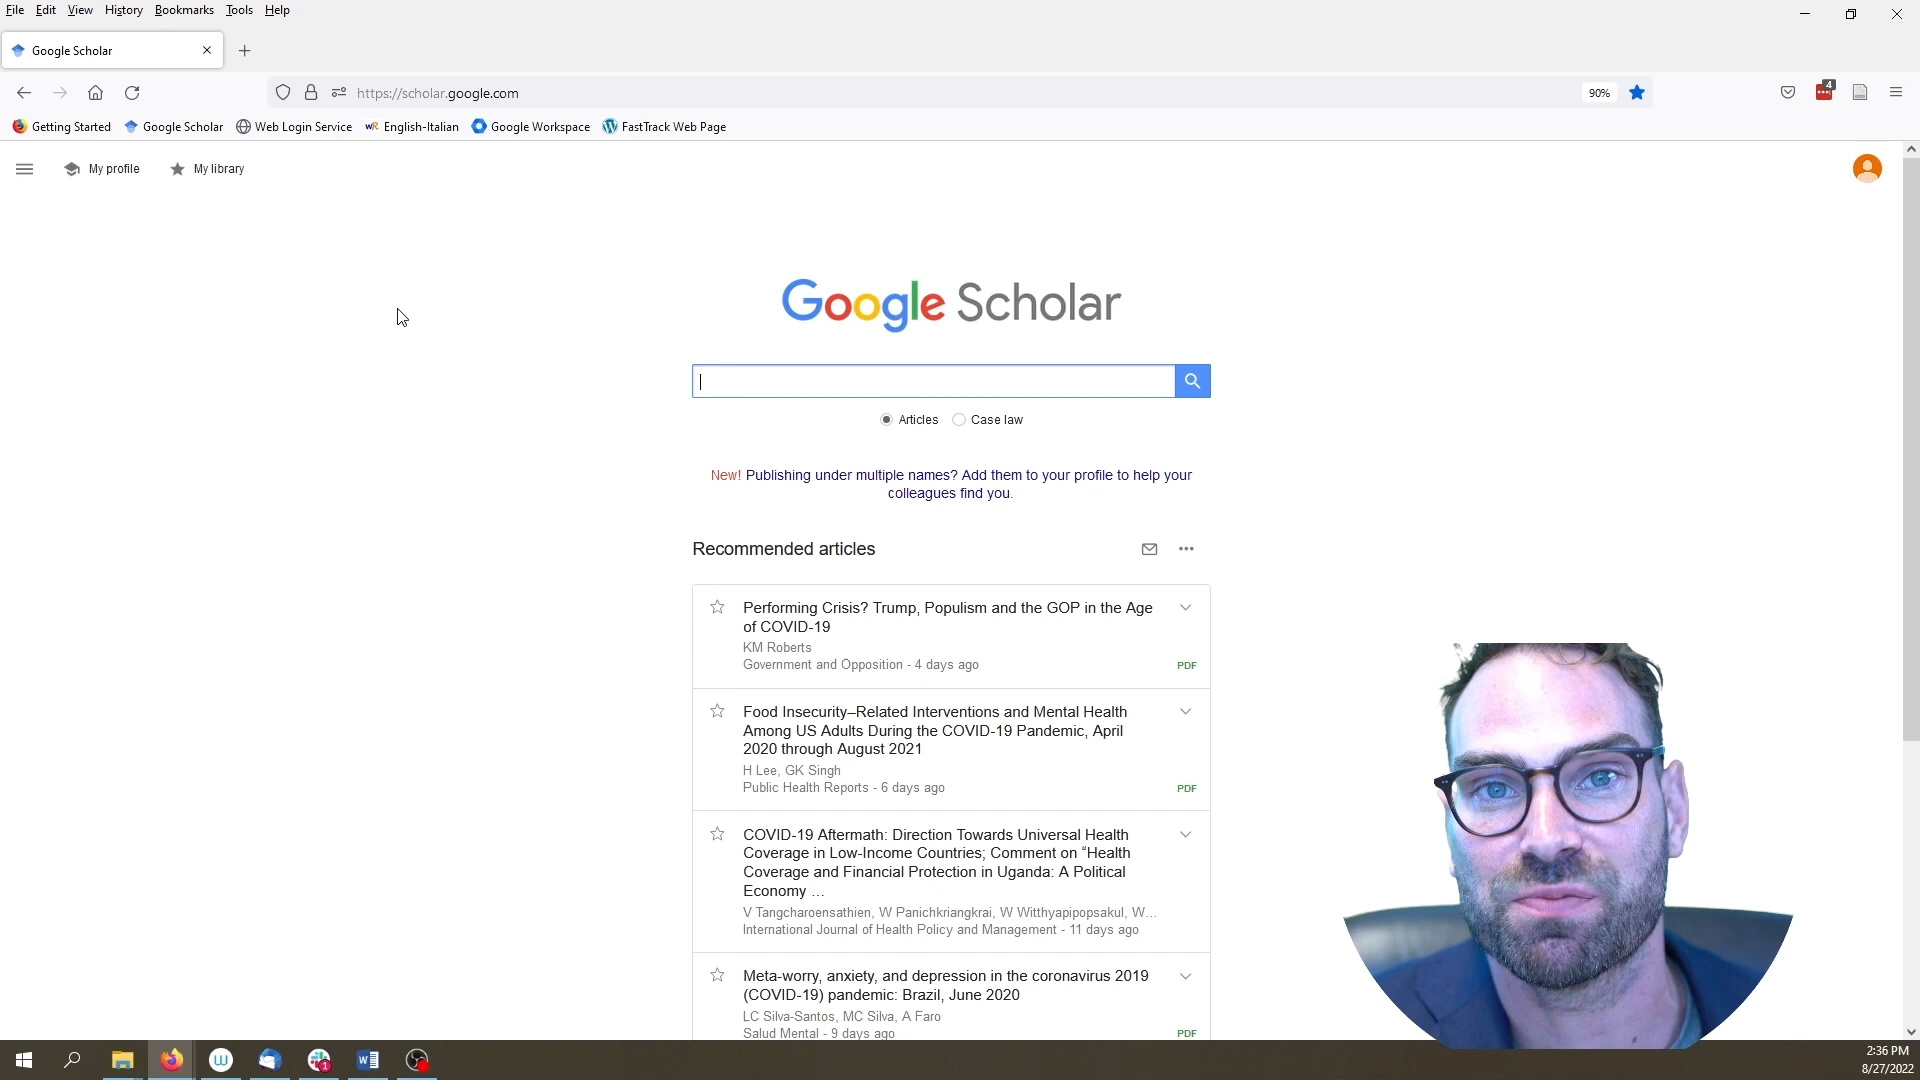 File Edit View History Bookmarks Tools Help
Google Scholar
https://scholar.google.com
90%
4
Getting Started Google Scholar Web Login Service English-Italian Google Workspace FastTrack Web Page
My profile My library
Google Scholar
Articles Case law
New! Publishing under multiple names? Add them to your profile to help your
colleagues find you.
Recommended articles
Performing Crisis? Trump, Populism and the GOP in the Age
of COVID-19
KM Roberts
Government and Opposition - 4 days ago
PDF
Food Insecurity–Related Interventions and Mental Health
Among US Adults During the COVID-19 Pandemic, April
2020 through August 2021
H Lee, GK Singh
Public Health Reports - 6 days ago
PDF
COVID-19 Aftermath: Direction Towards Universal Health
Coverage in Low-Income Countries; Comment on “Health
Coverage and Financial Protection in Uganda: A Political
Economy …
V Tangcharoensathien, W Panichkriangkrai, W Witthyapipopsakul, W…
International Journal of Health Policy and Management - 11 days ago
Meta-worry, anxiety, and depression in the coronavirus 2019
(COVID-19) pandemic: Brazil, June 2020
LC Silva-Santos, MC Silva, A Faro
Salud Mental - 9 days ago
PDF
1
2:36 PM
8/27/2022